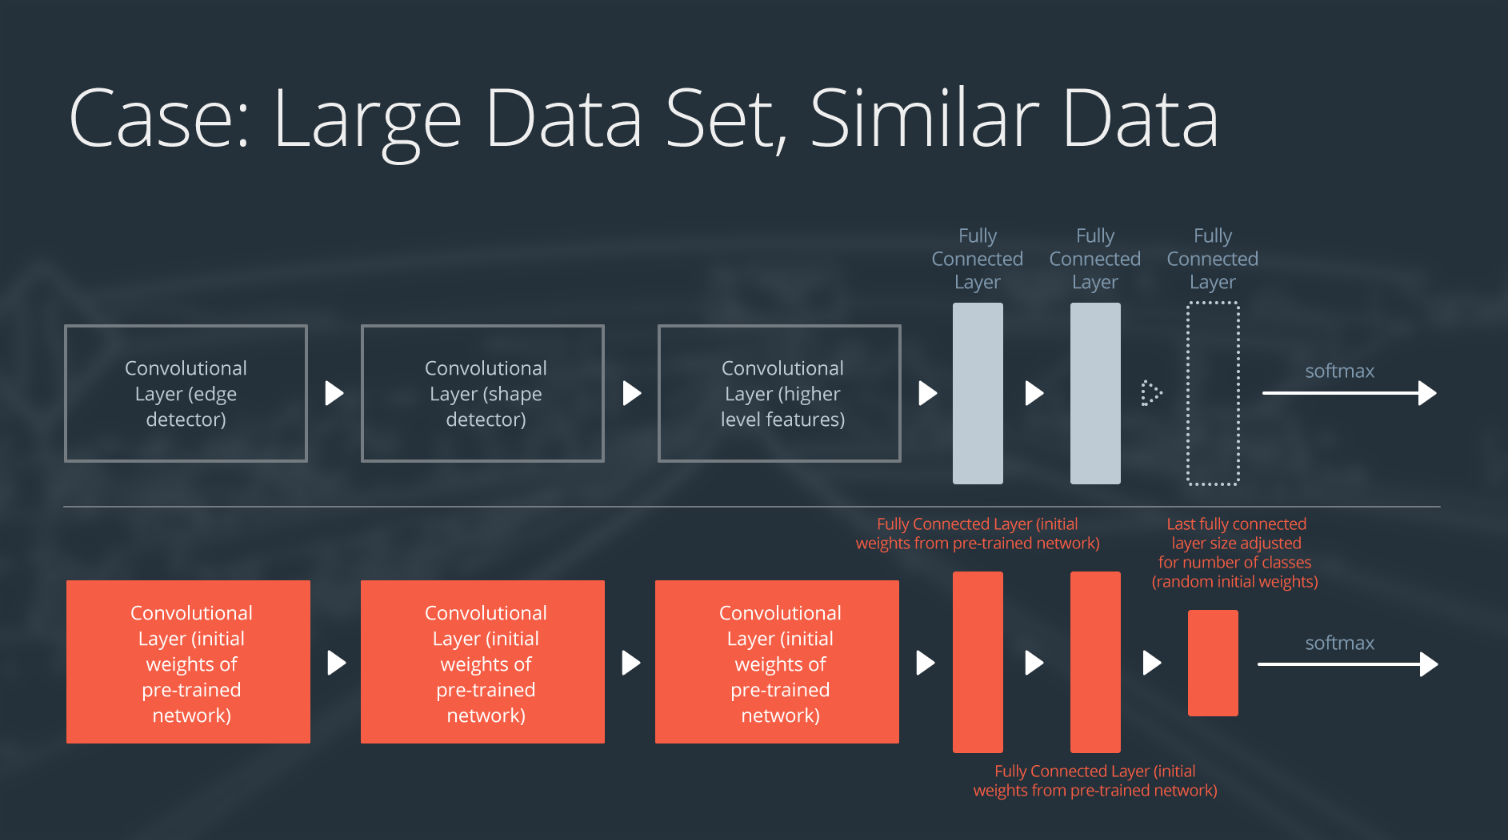 Case: Large Data Set, Similar Data
Fully
Connected
Layer
Fully
Connected
Layer
Fully
Connected
Layer
Convolutional
Layer (edge
detector)
Convolutional
Layer (shape
detector)
Convolutional
Layer (higher
level features)
softmax
Fully Connected Layer (initial
weights from pre-trained network)
Last fully connected
layer size adjusted
for number of classes
(random initial weights)
Convolutional
Layer (initial
weights of
pre-trained
network)
Convolutional
Layer (initial
weights of
pre-trained
network)
Convolutional
Layer (initial
weights of
pre-trained
network)
softmax
Fully Connected Layer (initial
weights from pre-trained network)